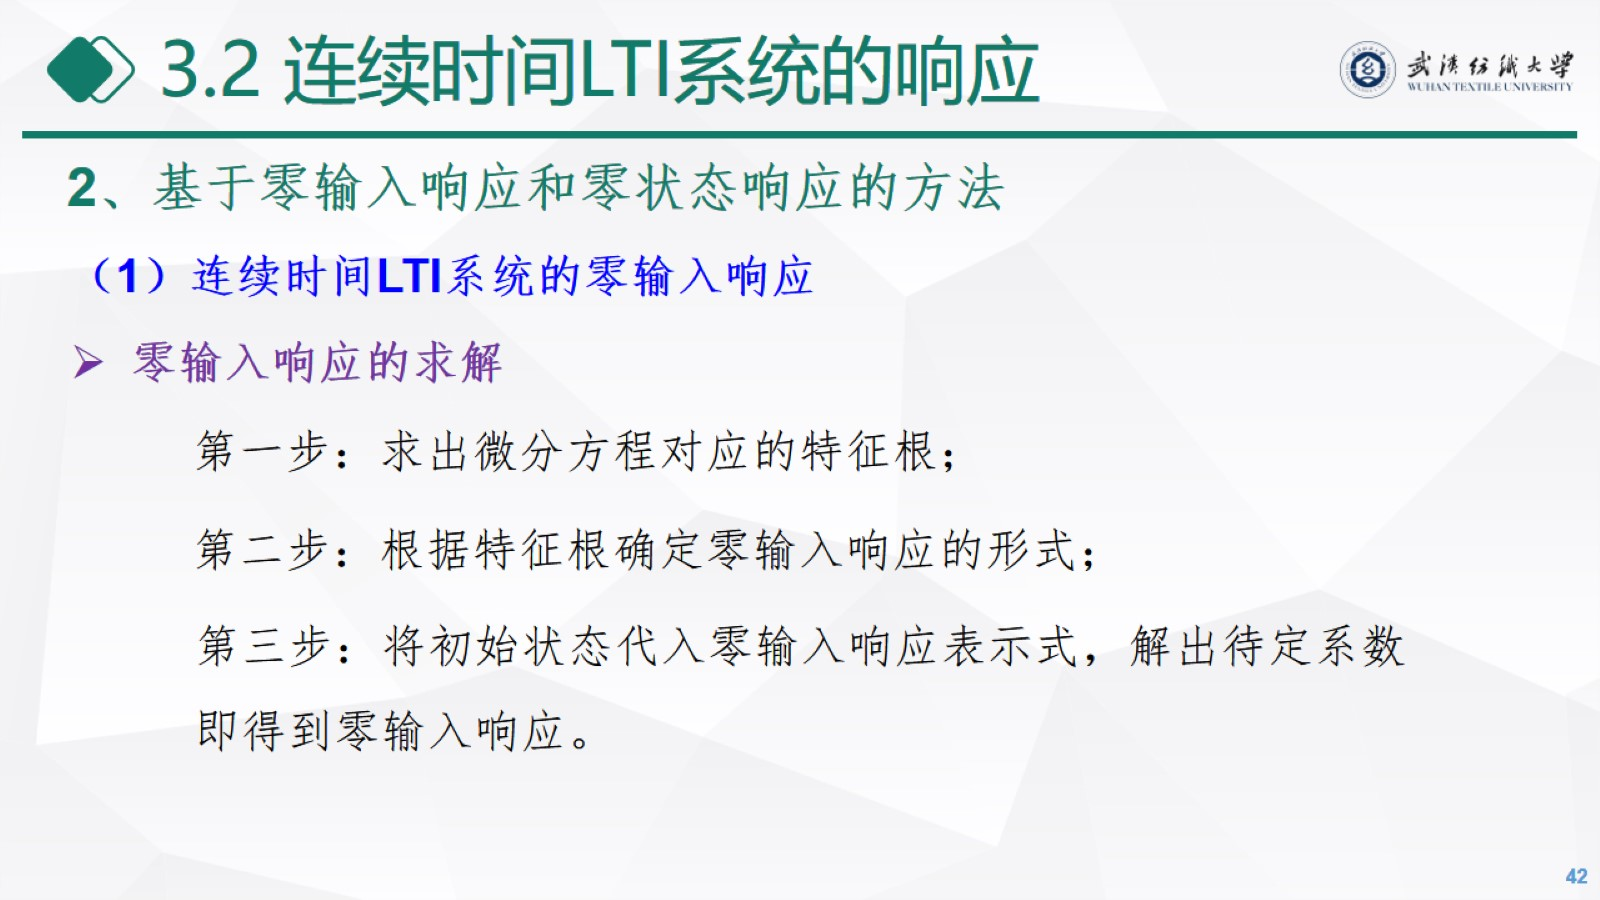 3.2 连续时间LTI系统的响应
武汉纺织大学
WUHAN TEXTILE UNIVERSITY
2、基于零输入响应和零状态响应的方法
（1）连续时间LTI系统的零输入响应
零输入响应的求解
第一步：求出微分方程对应的特征根；
第二步：根据特征根确定零输入响应的形式；
第三步：将初始状态代入零输入响应表示式，解出待定系数
即得到零输入响应。
42